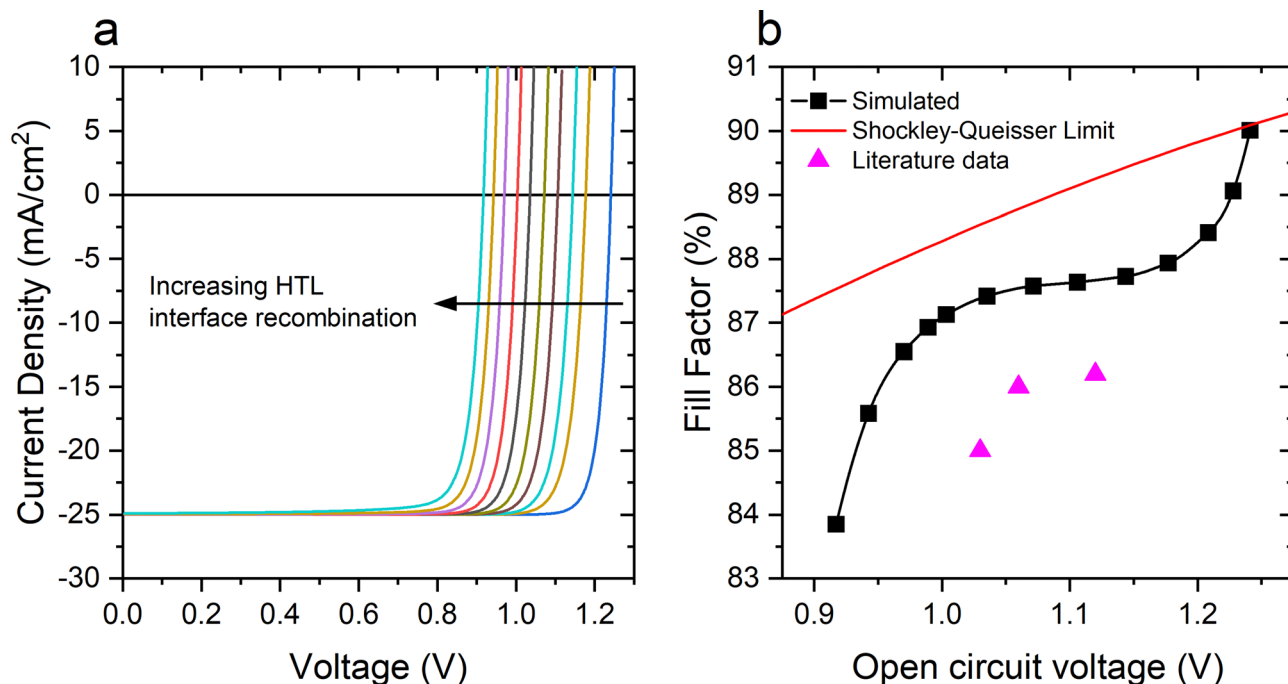 a
10
5
0
-5
-10
-15
-20
-25
-30
Current Density (mA/cm²)
Increasing HTL
interface recombination
0.0
0.2
0.4
0.6
0.8
1.0
1.2
Voltage (V)
b
91
90
89
88
87
86
85
84
83
Fill Factor (%)
Simulated
Shockley-Queisser Limit
Literature data
0.9
1.0
1.1
1.2
Open circuit voltage (V)